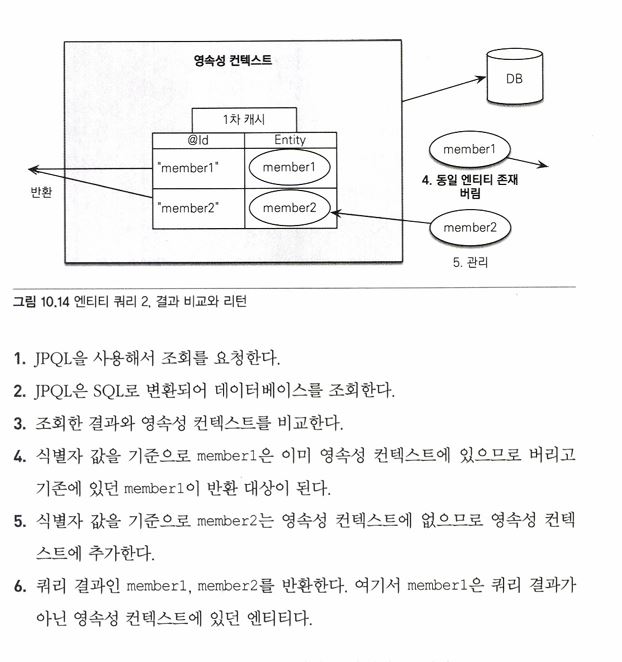 영속성 컨텍스트
DB
1차 캐시
@Id Entity
"member1" member1
"member2" member2
반환
member1
4. 동일 엔티티 존재
버림
member2
5. 관리
그림 10.14 엔티티 쿼리 2, 결과 비교와 리턴
1. JPQL을 사용해서 조회를 요청한다.
2. JPQL은 SQL로 변환되어 데이터베이스를 조회한다.
3. 조회한 결과와 영속성 컨텍스트를 비교한다.
4. 식별자 값을 기준으로 member1은 이미 영속성 컨텍스트에 있으므로 버리고
기존에 있던 member1이 반환 대상이 된다.
5. 식별자 값을 기준으로 member2는 영속성 컨텍스트에 없으므로 영속성 컨텍
스트에 추가한다.
6. 쿼리 결과인 member1, member2를 반환한다. 여기서 member1은 쿼리 결과가
아닌 영속성 컨텍스트에 있던 엔티티다.